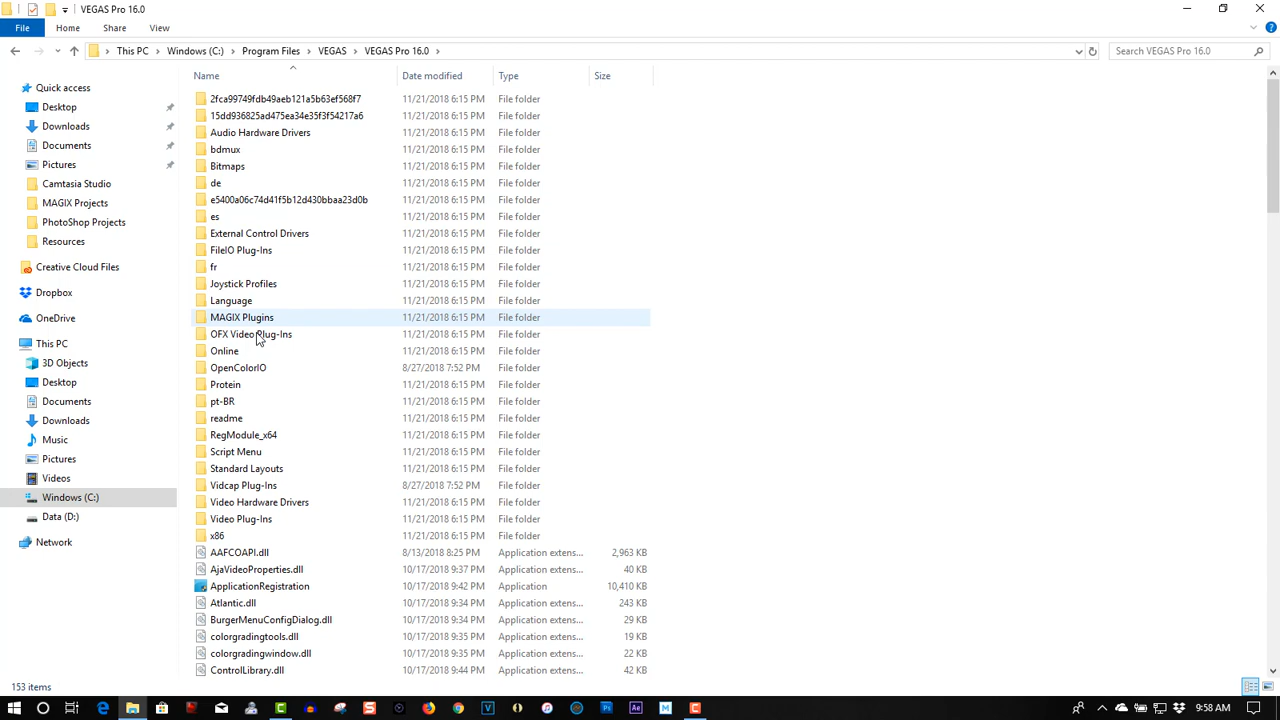 VEGAS Pro 16.0
File Home Share View
This PC Windows (C:) Program Files VEGAS VEGAS Pro 16.0 Search VEGAS Pro 16.0
Name Date modified Type Size
Quick access
Desktop
Downloads
Documents
Pictures
Camtasia Studio
MAGIX Projects
PhotoShop Projects
Resources
Creative Cloud Files
Dropbox
OneDrive
This PC
3D Objects
Desktop
Documents
Downloads
Music
Pictures
Videos
Windows (C:)
Data (D:)
Network
2fca99749fdb49aeb121a5b63ef568f7 11/21/2018 6:15 PM File folder
15dd936825ad475ea34e35f3f54217a6 11/21/2018 6:15 PM File folder
Audio Hardware Drivers 11/21/2018 6:15 PM File folder
bdmux 11/21/2018 6:15 PM File folder
Bitmaps 11/21/2018 6:15 PM File folder
de 11/21/2018 6:15 PM File folder
e5400a06c74d41f5b12d430bbaa23d0b 11/21/2018 6:15 PM File folder
es 11/21/2018 6:15 PM File folder
External Control Drivers 11/21/2018 6:15 PM File folder
FileIO Plug-Ins 11/21/2018 6:15 PM File folder
fr 11/21/2018 6:15 PM File folder
Joystick Profiles 11/21/2018 6:15 PM File folder
Language 11/21/2018 6:15 PM File folder
MAGIX Plugins 11/21/2018 6:15 PM File folder
OFX Video Plug-Ins 11/21/2018 6:15 PM File folder
Online 11/21/2018 6:15 PM File folder
OpenColorIO 8/27/2018 7:52 PM File folder
Protein 11/21/2018 6:15 PM File folder
pt-BR 11/21/2018 6:15 PM File folder
readme 11/21/2018 6:15 PM File folder
RegModule_x64 11/21/2018 6:15 PM File folder
Script Menu 11/21/2018 6:15 PM File folder
Standard Layouts 11/21/2018 6:15 PM File folder
Vidcap Plug-Ins 8/27/2018 7:52 PM File folder
Video Hardware Drivers 11/21/2018 6:15 PM File folder
Video Plug-Ins 11/21/2018 6:15 PM File folder
x86 11/21/2018 6:15 PM File folder
AAFCOAPI.dll 8/13/2018 8:25 PM Application extens... 2,963 KB
AjaVideoProperties.dll 10/17/2018 9:37 PM Application extens... 40 KB
ApplicationRegistration 10/17/2018 9:42 PM Application 10,410 KB
Atlantic.dll 10/17/2018 9:34 PM Application extens... 243 KB
BurgerMenuConfigDialog.dll 10/17/2018 9:34 PM Application extens... 29 KB
colorgradingtools.dll 10/17/2018 9:35 PM Application extens... 19 KB
colorgradingwindow.dll 10/17/2018 9:35 PM Application extens... 22 KB
ControlLibrary.dll 10/17/2018 9:44 PM Application extens... 42 KB
153 items
9:58 AM